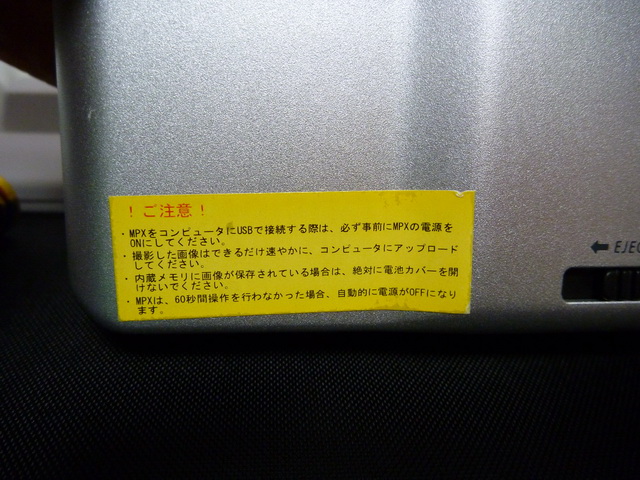 ！ご注意！
・MPXをコンピュータにUSBで接続する際は、必ず事前にMPXの電源を
ONにしてください。
・撮影した画像はできるだけ速やかに、コンピュータにアップロード
してください。
・内蔵メモリに画像が保存されている場合は、絶対に電池カバーを開
けないでください。
・MPXは、60秒間操作を行わなかった場合、自動的に電源がOFFになり
ます。
← EJEC